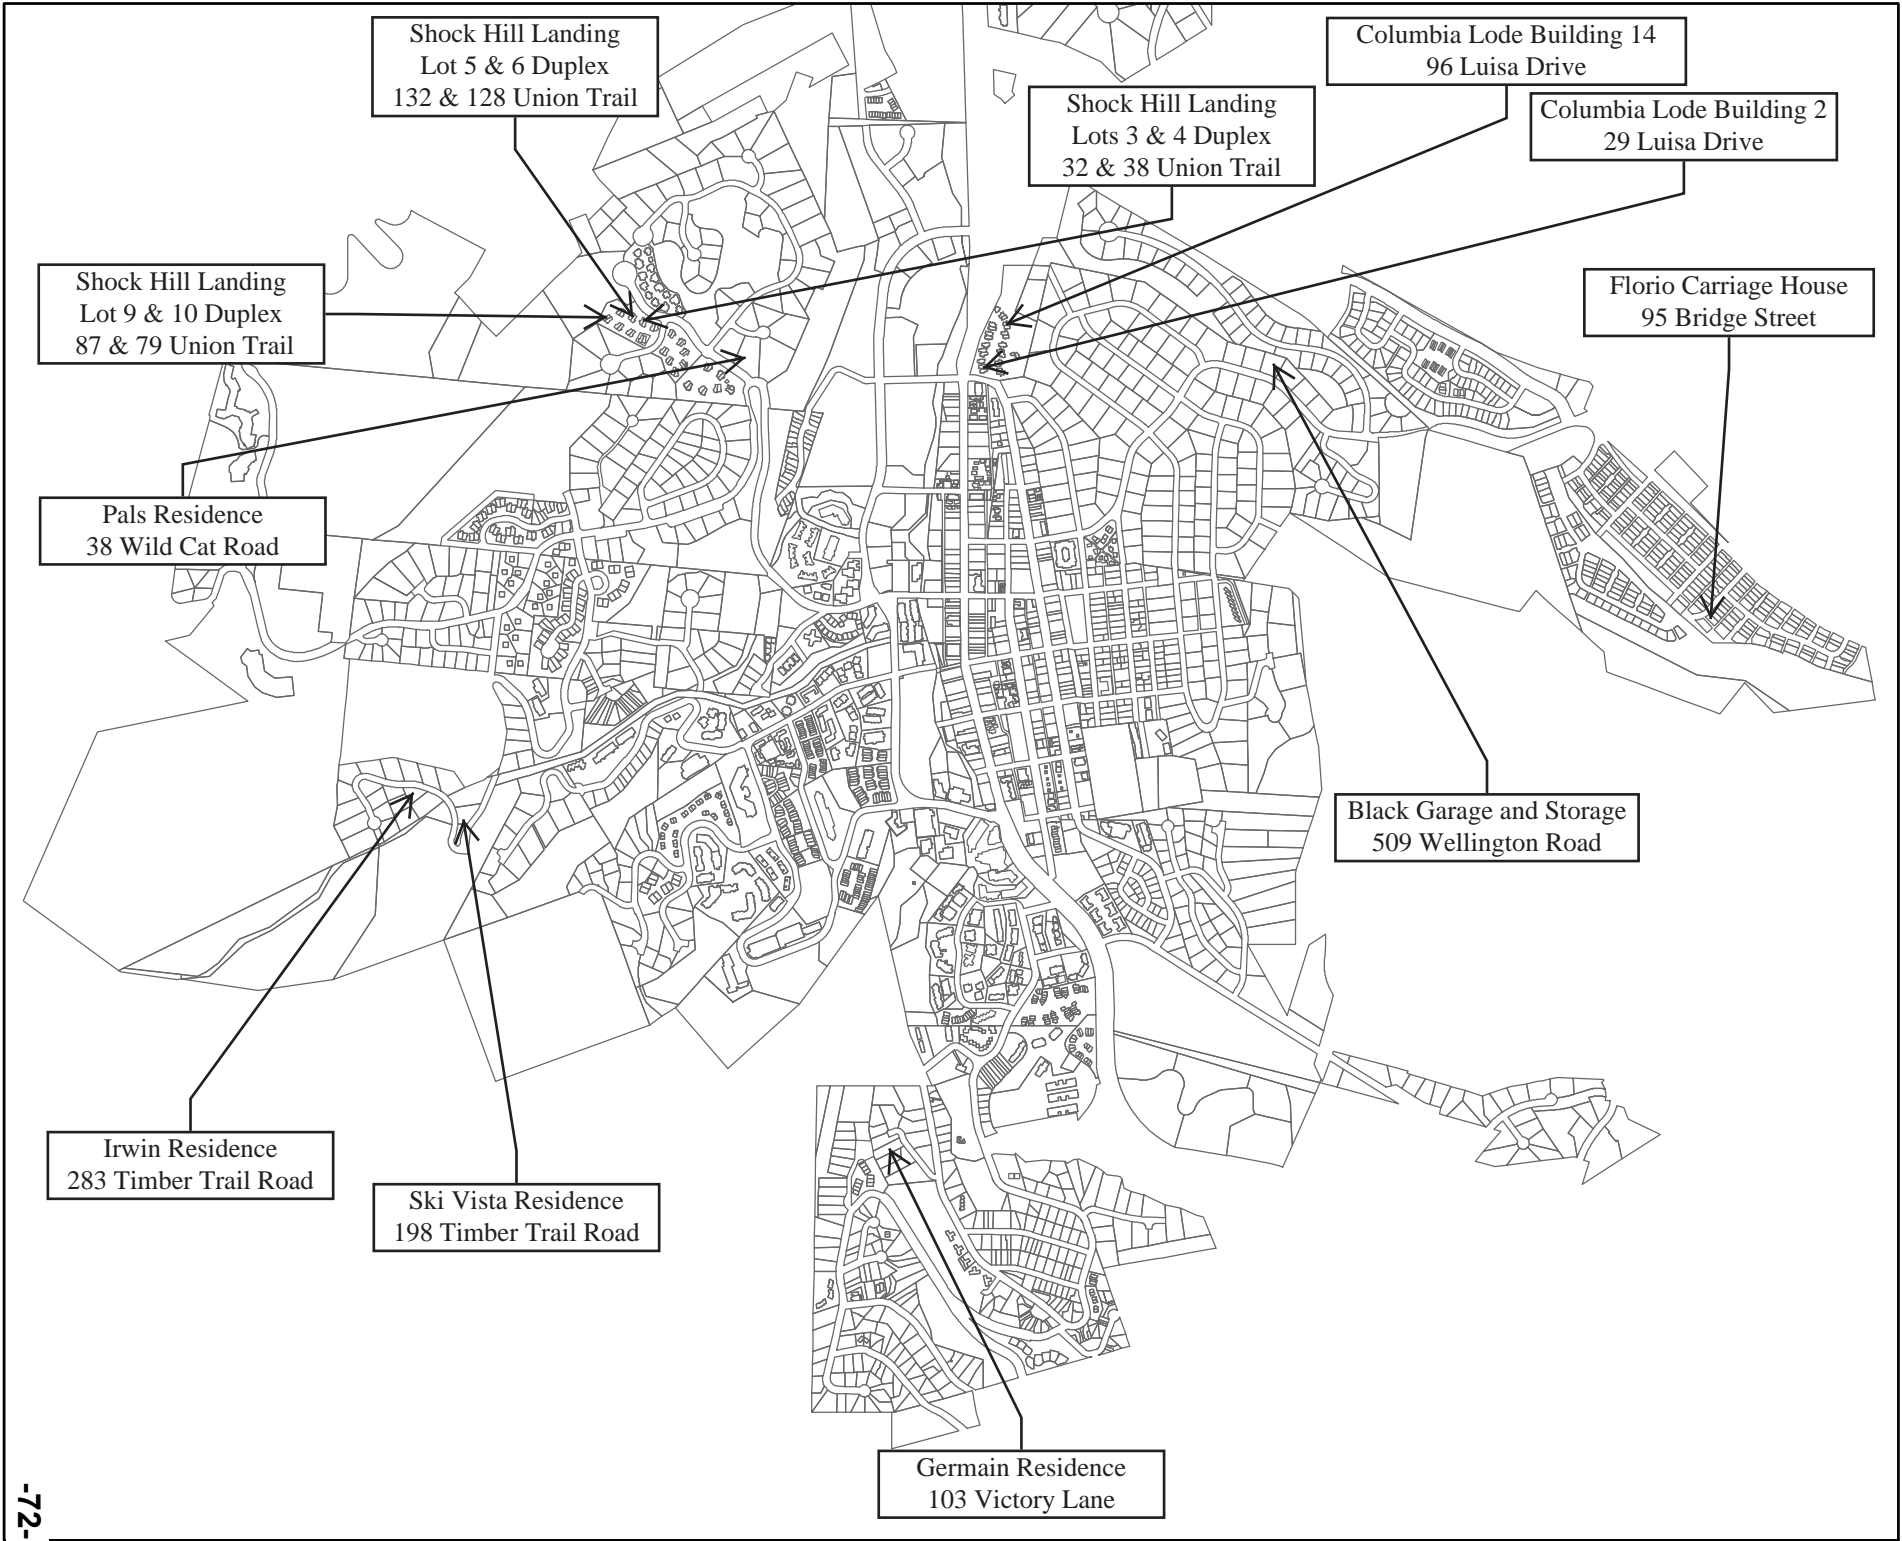 Shock Hill Landing
Lot 5 & 6 Duplex
132 & 128 Union Trail
Columbia Lode Building 14
96 Luisa Drive
Shock Hill Landing
Lots 3 & 4 Duplex
32 & 38 Union Trail
Columbia Lode Building 2
29 Luisa Drive
Shock Hill Landing
Lot 9 & 10 Duplex
87 & 79 Union Trail
Florio Carriage House
95 Bridge Street
Pals Residence
38 Wild Cat Road
Black Garage and Storage
509 Wellington Road
Irwin Residence
283 Timber Trail Road
Ski Vista Residence
198 Timber Trail Road
Germain Residence
103 Victory Lane
-72-